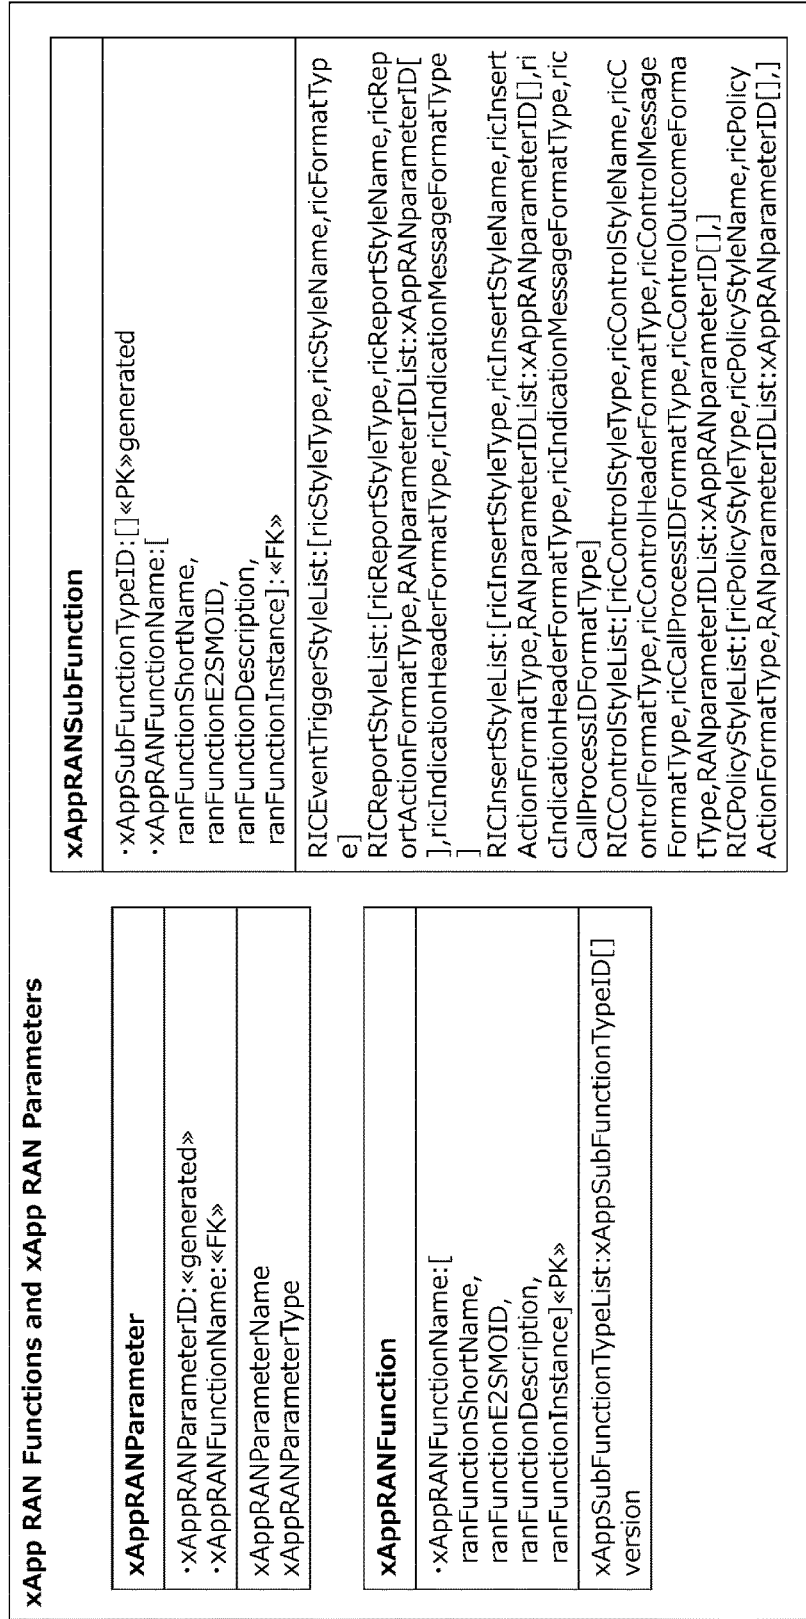 xApp RAN Functions and xApp RAN Parameters
xAppRANParameter
·xAppRANParameterID:«generated»
·xAppRANFunctionName:«FK»
xAppRANParameterName
xAppRANParameterType
xAppRANFunction
·xAppRANFunctionName:[
ranFunctionShortName,
ranFunctionE2SMOID,
ranFunctionDescription,
ranFunctionInstance]«PK»
xAppSubFunctionTypeList:xAppSubFunctionTypeID[]
version
xAppRANSubFunction
·xAppSubFunctionTypeID:[]«PK»generated
·xAppRANFunctionName:[
ranFunctionShortName,
ranFunctionE2SMOID,
ranFunctionDescription,
ranFunctionInstance]:«FK»
RICEventTriggerStyleList:[ricStyleType,ricStyleName,ricFormatTyp
e]
RICReportStyleList:[ricReportStyleType,ricReportStyleName,ricRep
ortActionFormatType,RANparameterIDList:xAppRANparameterID[
],ricIndicationHeaderFormatType,ricIndicationMessageFormatType
]
RICInsertStyleList:[ricInsertStyleType,ricInsertStyleName,ricInsert
ActionFormatType,RANparameterIDList:xAppRANparameterID[],ri
cIndicationHeaderFormatType,ricIndicationMessageFormatType,ric
CallProcessIDFormatType]
RICControlStyleList:[ricControlStyleType,ricControlStyleName,ricC
ontrolFormatType,ricControlHeaderFormatType,ricControlMessage
FormatType,ricCallProcessIDFormatType,ricControlOutcomeForma
tType,RANparameterIDList:xAppRANparameterID[],]
RICPolicyStyleList:[ricPolicyStyleType,ricPolicyStyleName,ricPolicy
ActionFormatType,RANparameterIDList:xAppRANparameterID[],]